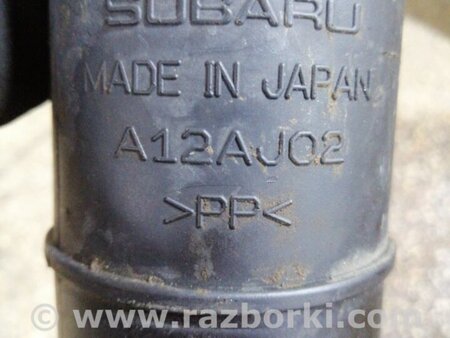 SUBARU
MADE IN JAPAN
A12AJ02
>PP<
© www.razborki.com